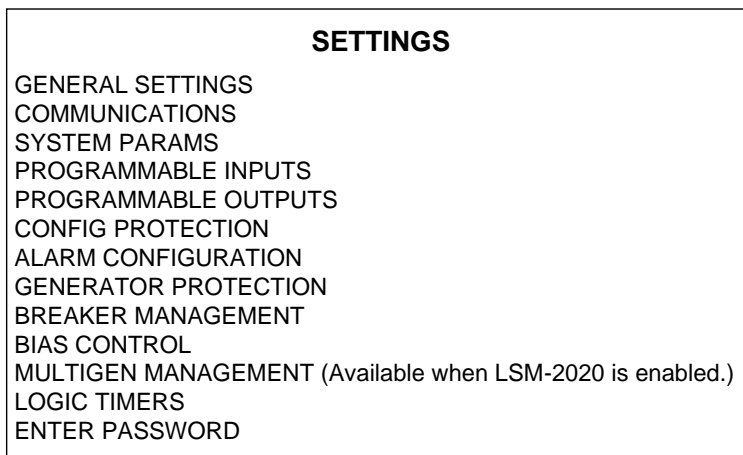 SETTINGS
GENERAL SETTINGS
COMMUNICATIONS
SYSTEM PARAMS
PROGRAMMABLE INPUTS
PROGRAMMABLE OUTPUTS
CONFIG PROTECTION
ALARM CONFIGURATION
GENERATOR PROTECTION
BREAKER MANAGEMENT
BIAS CONTROL
MULTIGEN MANAGEMENT (Available when LSM-2020 is enabled.)
LOGIC TIMERS
ENTER PASSWORD